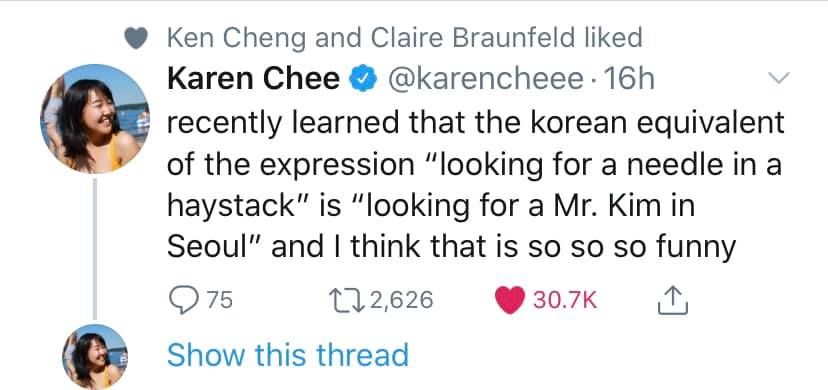 Ken Cheng and Claire Braunfeld liked
Karen Chee @karencheee · 16h
recently learned that the korean equivalent
of the expression “looking for a needle in a
haystack” is “looking for a Mr. Kim in
Seoul” and I think that is so so so funny
75 2,626 30.7K
Show this thread